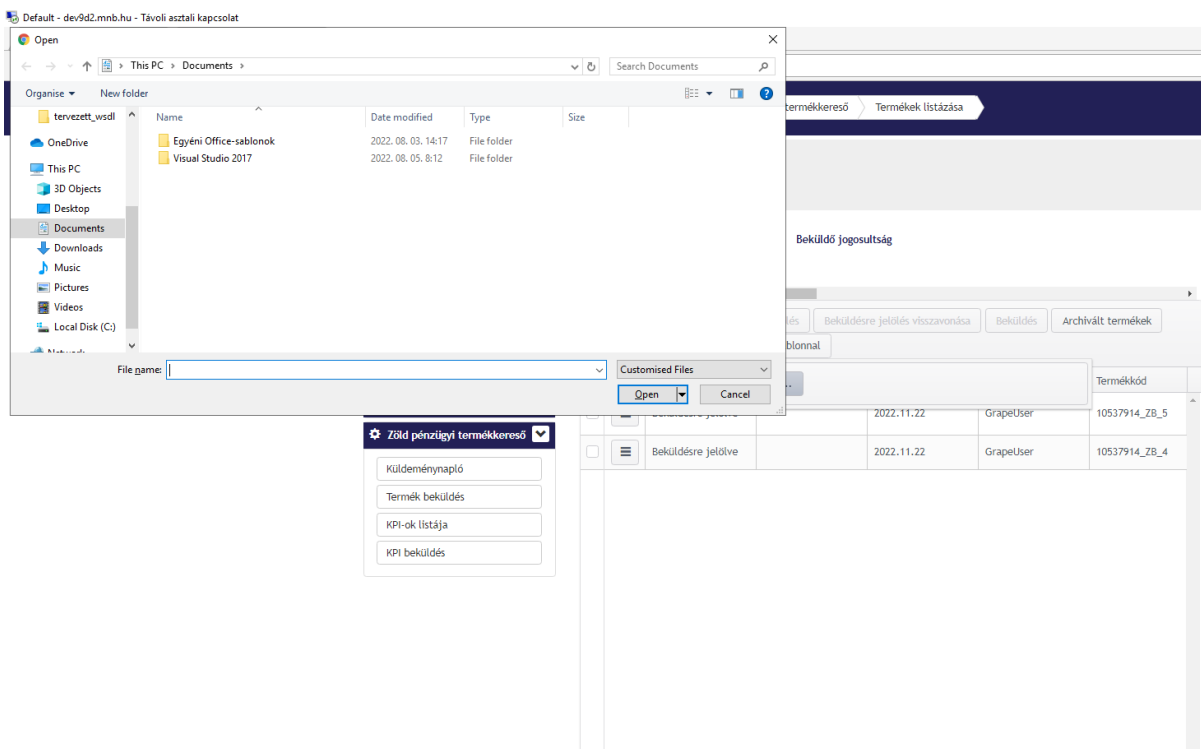 Default - dev9d2.mnb.hu - Távoli asztali kapcsolat
Open
This PC > Documents >
Search Documents
Organise
New folder
tervezett_wsdl
OneDrive
This PC
3D Objects
Desktop
Documents
Downloads
Music
Pictures
Videos
Local Disk (C:)
Network
Name Date modified Type Size
Egyéni Office-sablonok 2022. 08. 03. 14:17 File folder
Visual Studio 2017 2022. 08. 05. 8:12 File folder
File name:
Customised Files
Open Cancel
termékkereső Termékek listázása
Beküldő jogosultság
Beküldésre jelölés visszavonása Beküldés Archivált termékek
Termékkód
Beküldésre jelölve 2022.11.22 GrapeUser 10537914_ZB_5
Beküldésre jelölve 2022.11.22 GrapeUser 10537914_ZB_4
Zöld pénzügyi termékkereső
Küldeménynapló
Termék beküldés
KPI-ok listája
KPI beküldés